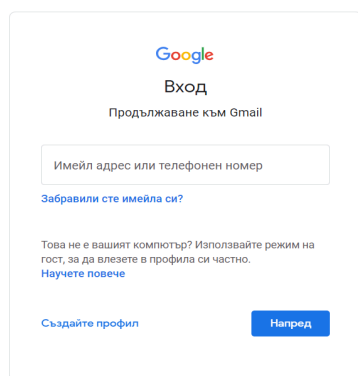 Google
Вход
Продължаване към Gmail
Имейл адрес или телефонен номер
Забравили сте имейла си?
Това не е вашият компютър? Използвайте режим на
гост, за да влезете в профила си частно.
Научете повече
Създайте профил
Напред